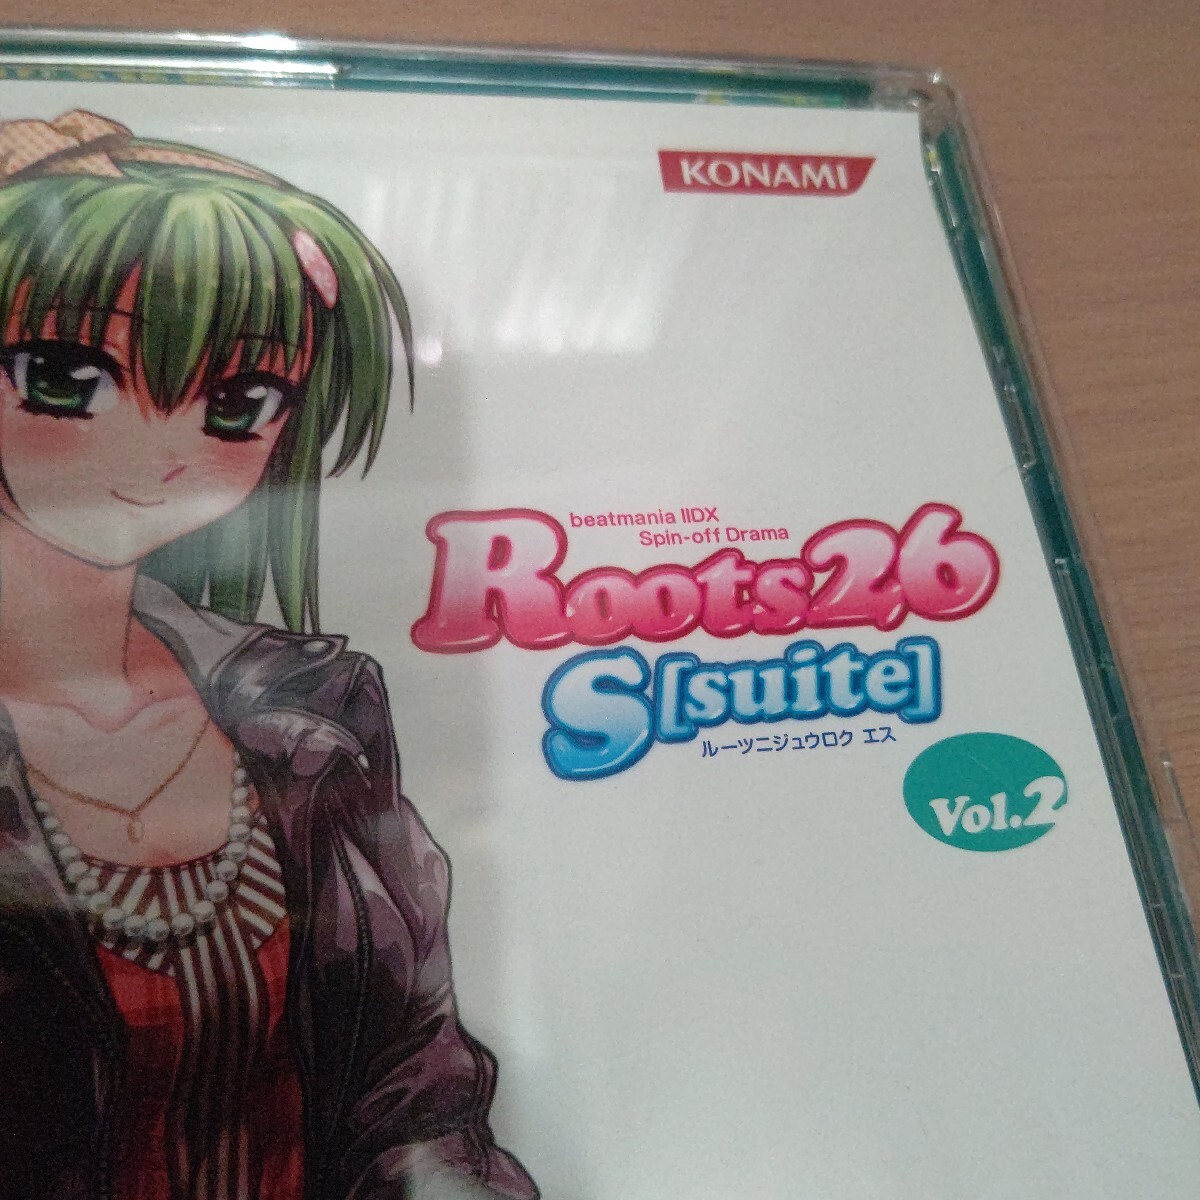 KONAMI
beatmania IIDX
Spin-off Drama
Roots26
S[suite]
ルーツニジュウロク エス
Vol.2